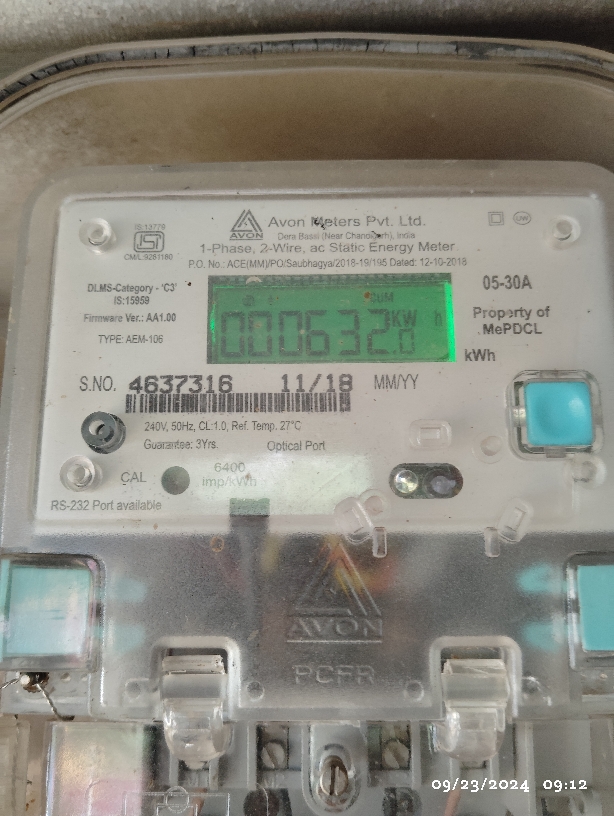 IS:13779
ISI
CM/L:9281180
AVON
Avon Meters Pvt. Ltd.
Dera Bassi (Near Chandigarh), India
1-Phase, 2-Wire, ac Static Energy Meter.
P.O. No.: ACE(MM)/PO/Saubhagya/2018-19/195 Dated: 12-10-2018
DLMS-Category - 'C3'
IS:15959
Firmware Ver.: AA1.00
TYPE: AEM-106
CUM
000632.0 KW h
05-30A
Property of
MePDCL
kWh
S.NO. 4637316 11/18 MM/YY
240V, 50Hz, CL:1.0, Ref. Temp. 27°C
Guarantee: 3Yrs. Optical Port
CAL
6400
imp/kWh
RS-232 Port available
AVON
09/23/2024 09:12